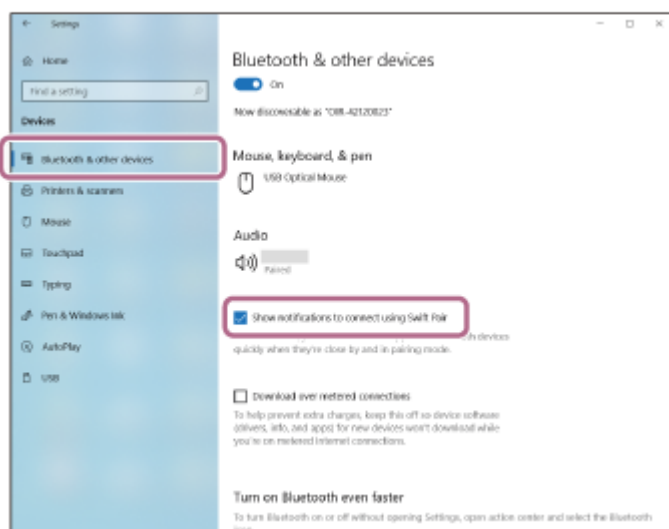 Settings
Home
Find a setting
Devices
Bluetooth & other devices
Printers & scanners
Mouse
Touchpad
Typing
Pen & Windows Ink
AutoPlay
USB
Bluetooth & other devices
On
Now discoverable as
Mouse, keyboard, & pen
USB Optical Mouse
Audio
Paired
Show notifications to connect using Swift Pair
devices
quickly when they're close by and in pairing mode.
Download over metered connections
To help prevent extra charges, keep this off so device software
(drivers, info, and apps) for new devices won't download while
you're on metered Internet connections.
Turn on Bluetooth even faster
To turn Bluetooth on or off without opening Settings, open action center and select the Bluetooth